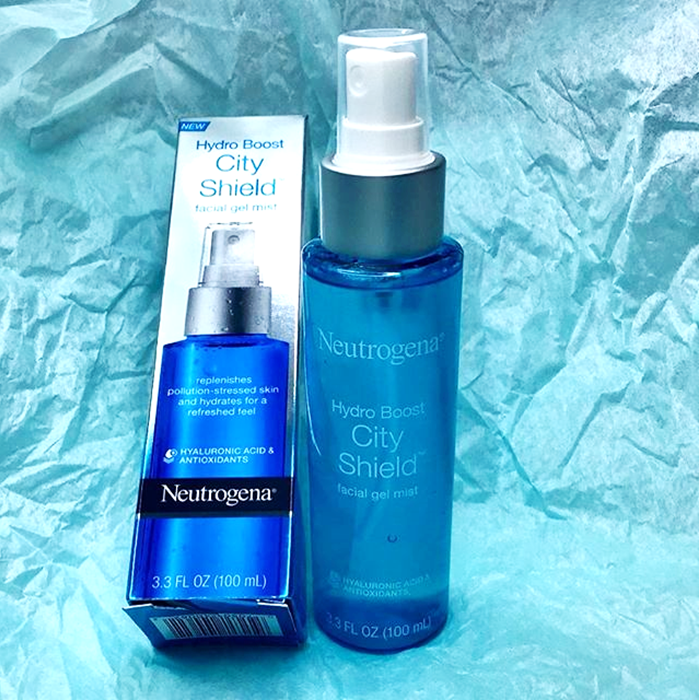 NEW
Hydro Boost
City
Shield
facial gel mist
replenishes
pollution-stressed skin
and hydrates for a
refreshed feel
HYALURONIC ACID &
ANTIOXIDANTS
Neutrogena®
3.3 FL OZ (100 mL)
Neutrogena®
Hydro Boost
City
Shield™
facial gel mist
HYALURONIC ACID &
ANTIOXIDANTS
3.3 FL OZ (100 mL)